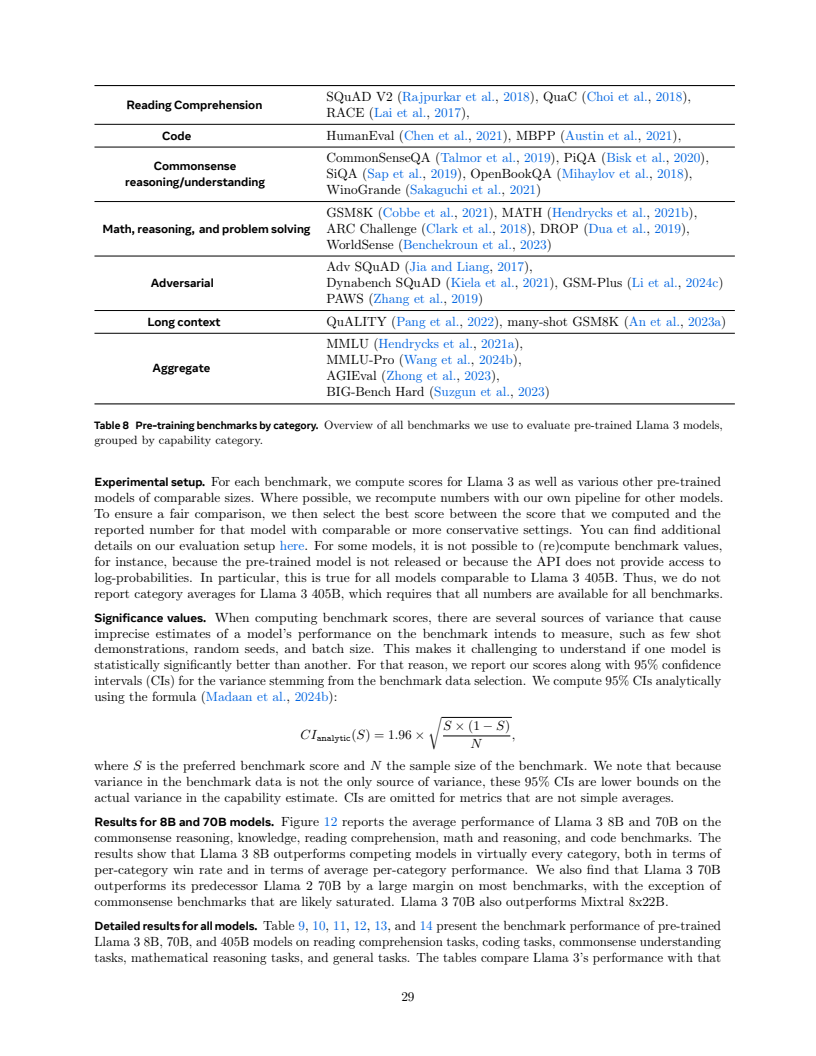 Reading Comprehension
SQuAD V2 (Rajpurkar et al., 2018), QuaC (Choi et al., 2018),
RACE (Lai et al., 2017),
Code
HumanEval (Chen et al., 2021), MBPP (Austin et al., 2021),
Commonsense
reasoning/understanding
CommonSenseQA (Talmor et al., 2019), PiQA (Bisk et al., 2020),
SiQA (Sap et al., 2019), OpenBookQA (Mihaylov et al., 2018),
WinoGrande (Sakaguchi et al., 2021)
Math, reasoning, and problem solving
GSM8K (Cobbe et al., 2021), MATH (Hendrycks et al., 2021b),
ARC Challenge (Clark et al., 2018), DROP (Dua et al., 2019),
WorldSense (Benchekroun et al., 2023)
Adversarial
Adv SQuAD (Jia and Liang, 2017),
Dynabench SQuAD (Kiela et al., 2021), GSM-Plus (Li et al., 2024c)
PAWS (Zhang et al., 2019)
Long context
QuALITY (Pang et al., 2022), many-shot GSM8K (An et al., 2023a)
Aggregate
MMLU (Hendrycks et al., 2021a),
MMLU-Pro (Wang et al., 2024b),
AGIEval (Zhong et al., 2023),
BIG-Bench Hard (Suzgun et al., 2023)
Table 8 Pre-training benchmarks by category. Overview of all benchmarks we use to evaluate pre-trained Llama 3 models,
grouped by capability category.
Experimental setup. For each benchmark, we compute scores for Llama 3 as well as various other pre-trained
models of comparable sizes. Where possible, we recompute numbers with our own pipeline for other models.
To ensure a fair comparison, we then select the best score between the score that we computed and the
reported number for that model with comparable or more conservative settings. You can find additional
details on our evaluation setup here. For some models, it is not possible to (re)compute benchmark values,
for instance, because the pre-trained model is not released or because the API does not provide access to
log-probabilities. In particular, this is true for all models comparable to Llama 3 405B. Thus, we do not
report category averages for Llama 3 405B, which requires that all numbers are available for all benchmarks.
Significance values. When computing benchmark scores, there are several sources of variance that cause
imprecise estimates of a model's performance on the benchmark intends to measure, such as few shot
demonstrations, random seeds, and batch size. This makes it challenging to understand if one model is
statistically significantly better than another. For that reason, we report our scores along with 95% confidence
intervals (CIs) for the variance stemming from the benchmark data selection. We compute 95% CIs analytically
using the formula (Madaan et al., 2024b):
CI_analytic(S) = 1.96 × √(S × (1 − S) / N),
where S is the preferred benchmark score and N the sample size of the benchmark. We note that because
variance in the benchmark data is not the only source of variance, these 95% CIs are lower bounds on the
actual variance in the capability estimate. CIs are omitted for metrics that are not simple averages.
Results for 8B and 70B models. Figure 12 reports the average performance of Llama 3 8B and 70B on the
commonsense reasoning, knowledge, reading comprehension, math and reasoning, and code benchmarks. The
results show that Llama 3 8B outperforms competing models in virtually every category, both in terms of
per-category win rate and in terms of average per-category performance. We also find that Llama 3 70B
outperforms its predecessor Llama 2 70B by a large margin on most benchmarks, with the exception of
commonsense benchmarks that are likely saturated. Llama 3 70B also outperforms Mixtral 8x22B.
Detailed results for all models. Table 9, 10, 11, 12, 13, and 14 present the benchmark performance of pre-trained
Llama 3 8B, 70B, and 405B models on reading comprehension tasks, coding tasks, commonsense understanding
tasks, mathematical reasoning tasks, and general tasks. The tables compare Llama 3's performance with that
29